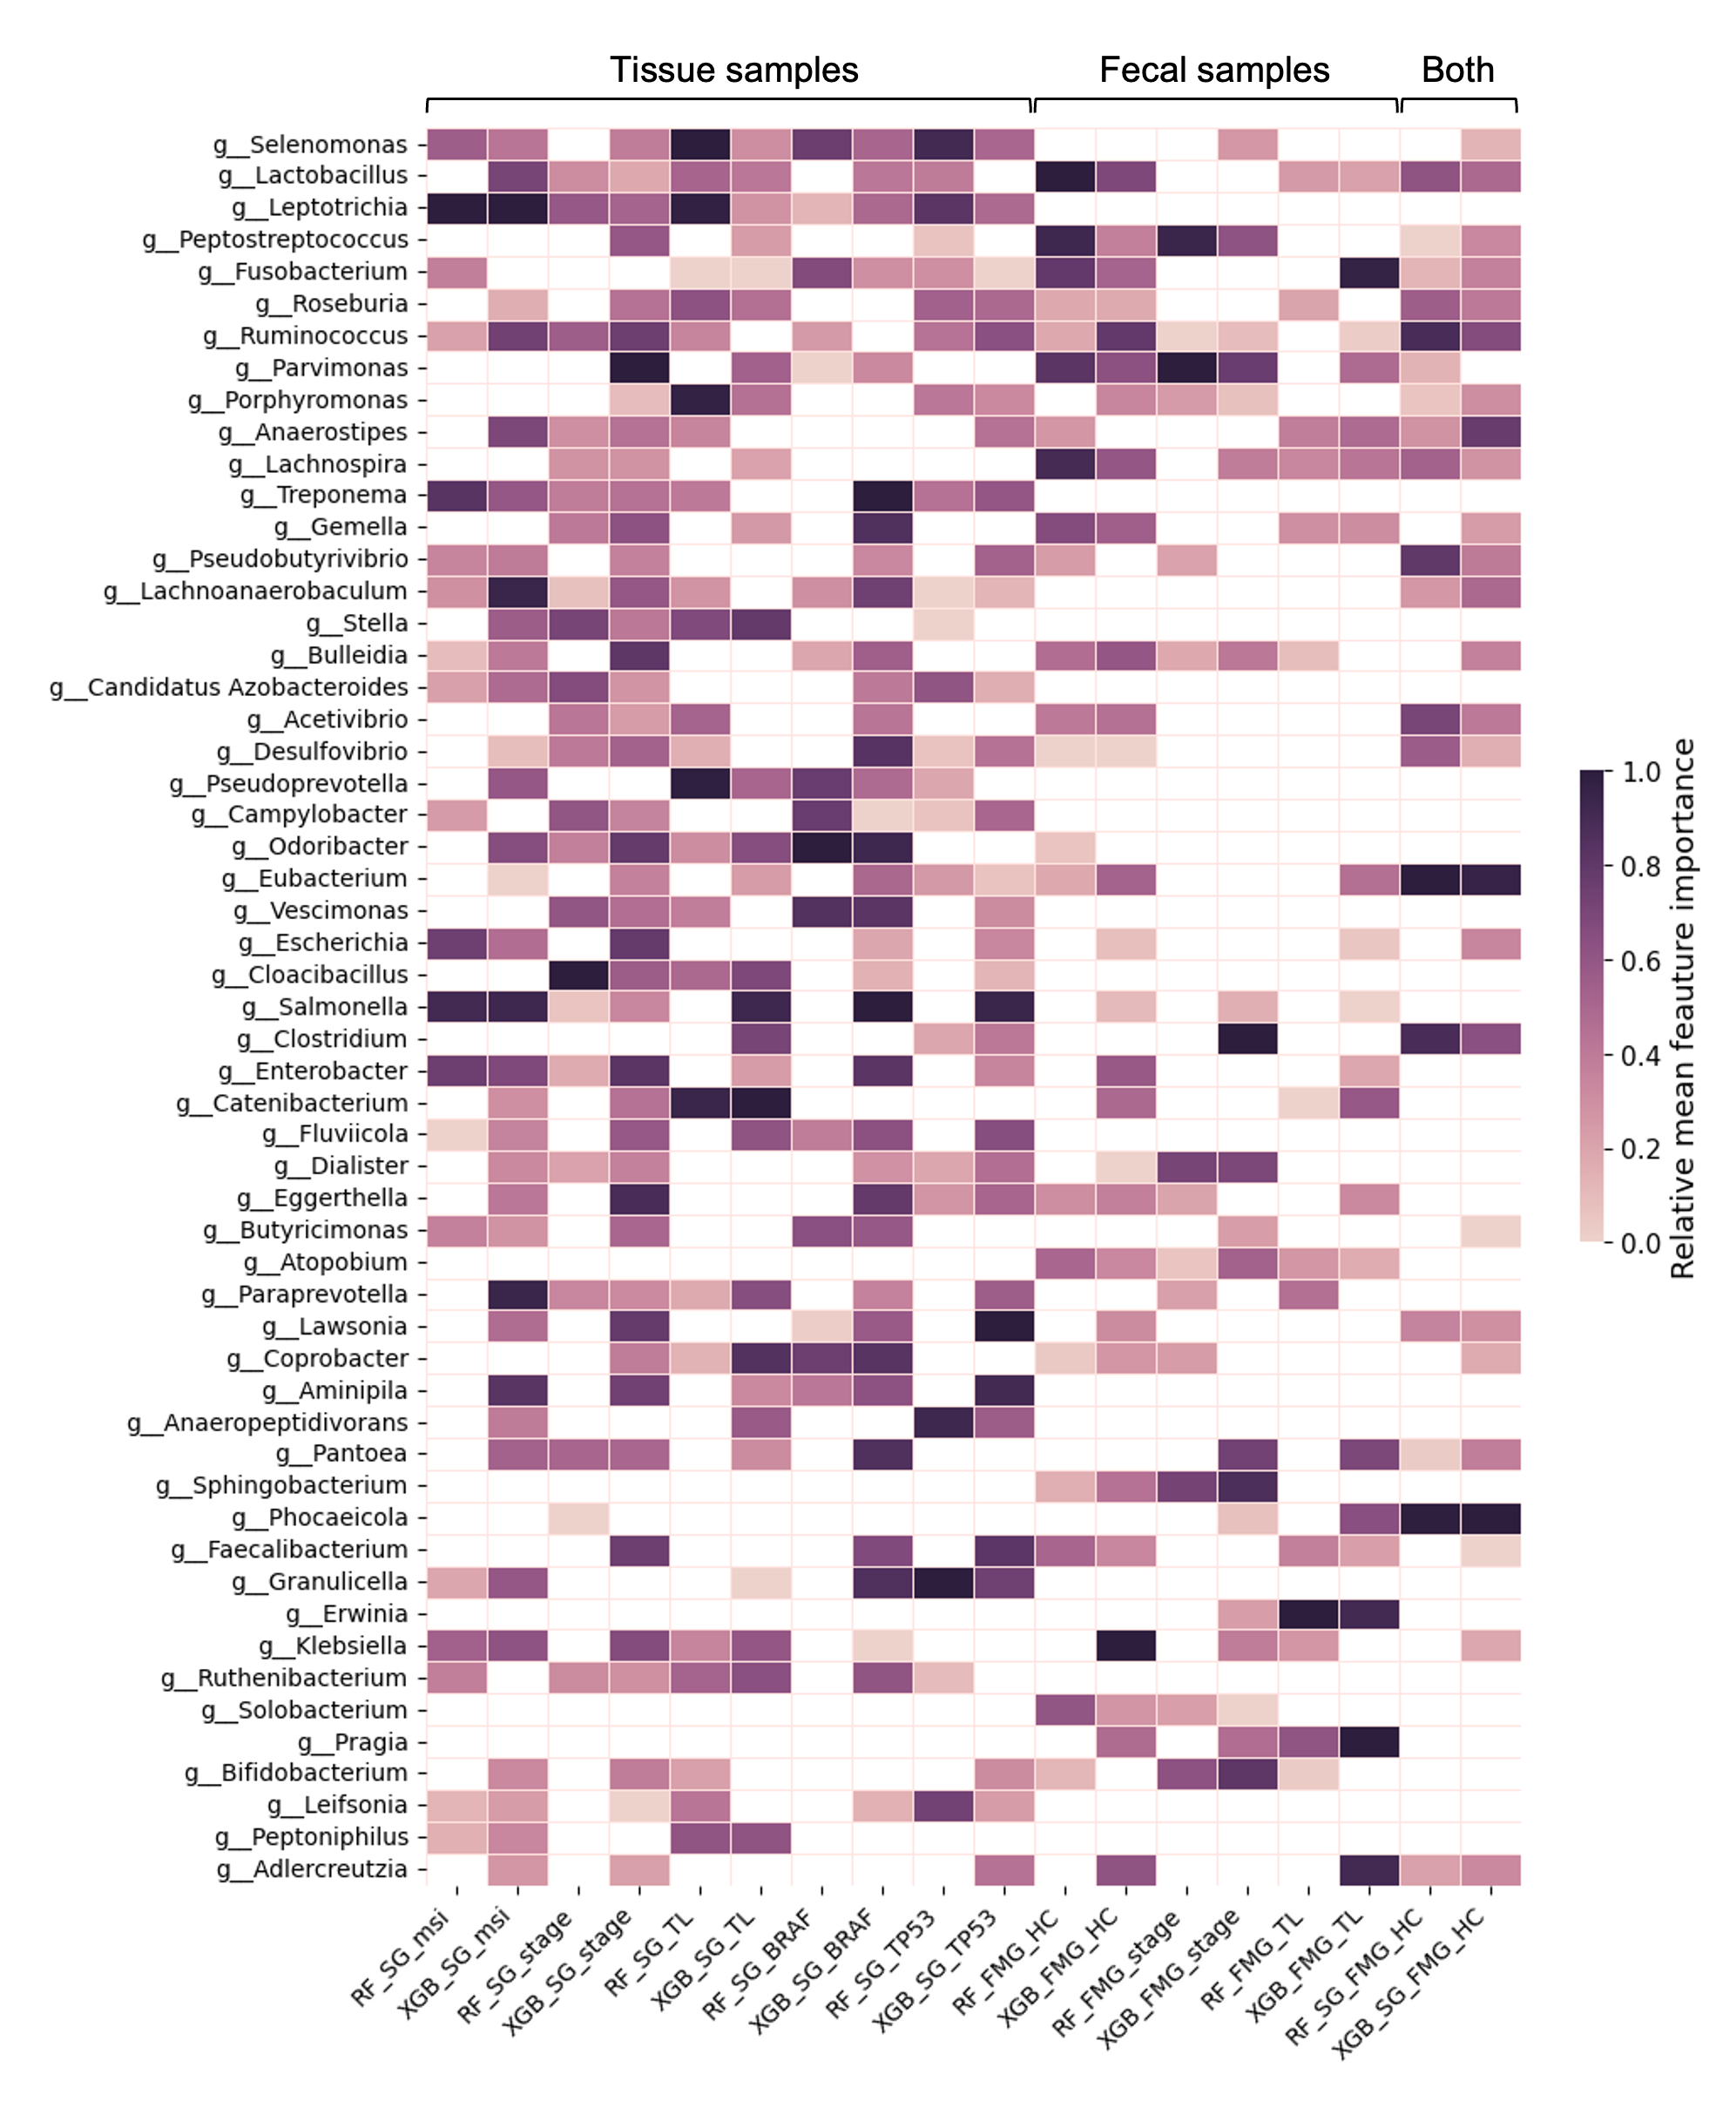 Tissue samples
Fecal samples
Both
g__Selenomonas
g__Lactobacillus
g__Leptotrichia
g__Peptostreptococcus
g__Fusobacterium
g__Roseburia
g__Ruminococcus
g__Parvimonas
g__Porphyromonas
g__Anaerostipes
g__Lachnospira
g__Treponema
g__Gemella
g__Pseudobutyrivibrio
g__Lachnoanaerobaculum
g__Stella
g__Bulleidia
g__Candidatus Azobacteroides
g__Acetivibrio
g__Desulfovibrio
g__Pseudoprevotella
g__Campylobacter
g__Odoribacter
g__Eubacterium
g__Vescimonas
g__Escherichia
g__Cloacibacillus
g__Salmonella
g__Clostridium
g__Enterobacter
g__Catenibacterium
g__Fluviicola
g__Dialister
g__Eggerthella
g__Butyricimonas
g__Atopobium
g__Paraprevotella
g__Lawsonia
g__Coprobacter
g__Aminipila
g__Anaeropeptidivorans
g__Pantoea
g__Sphingobacterium
g__Phocaeicola
g__Faecalibacterium
g__Granulicella
g__Erwinia
g__Klebsiella
g__Ruthenibacterium
g__Solobacterium
g__Pragia
g__Bifidobacterium
g__Leifsonia
g__Peptoniphilus
g__Adlercreutzia
RF_SG_msi
XGB_SG_msi
RF_SG_stage
XGB_SG_stage
RF_SG_TL
XGB_SG_TL
RF_SG_BRAF
XGB_SG_BRAF
RF_SG_TP53
XGB_SG_TP53
RF_FMG_HC
XGB_FMG_HC
RF_FMG_stage
XGB_FMG_stage
RF_FMG_TL
XGB_FMG_TL
RF_SG_FMG_HC
XGB_SG_FMG_HC
1.0
0.8
0.6
0.4
0.2
0.0
Relative mean feauture importance